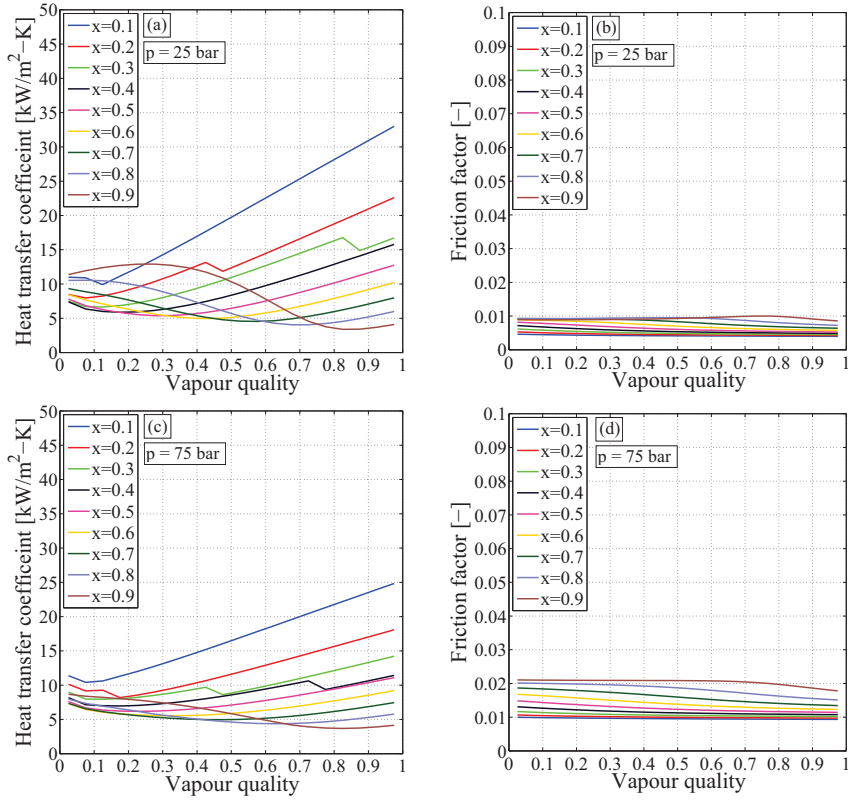 (a)
p = 25 bar
x=0.1
x=0.2
x=0.3
x=0.4
x=0.5
x=0.6
x=0.7
x=0.8
x=0.9
50
45
40
35
30
25
20
15
10
5
0
0 0.1 0.2 0.3 0.4 0.5 0.6 0.7 0.8 0.9 1
Heat transfer coefficeint [kW/m²−K]
Vapour quality
(b)
p = 25 bar
x=0.1
x=0.2
x=0.3
x=0.4
x=0.5
x=0.6
x=0.7
x=0.8
x=0.9
0.1
0.09
0.08
0.07
0.06
0.05
0.04
0.03
0.02
0.01
0
0 0.1 0.2 0.3 0.4 0.5 0.6 0.7 0.8 0.9 1
Friction factor [−]
Vapour quality
(c)
p = 75 bar
x=0.1
x=0.2
x=0.3
x=0.4
x=0.5
x=0.6
x=0.7
x=0.8
x=0.9
50
45
40
35
30
25
20
15
10
5
0
0 0.1 0.2 0.3 0.4 0.5 0.6 0.7 0.8 0.9 1
Heat transfer coefficeint [kW/m²−K]
Vapour quality
(d)
p = 75 bar
x=0.1
x=0.2
x=0.3
x=0.4
x=0.5
x=0.6
x=0.7
x=0.8
x=0.9
0.1
0.09
0.08
0.07
0.06
0.05
0.04
0.03
0.02
0.01
0
0 0.1 0.2 0.3 0.4 0.5 0.6 0.7 0.8 0.9 1
Friction factor [−]
Vapour quality